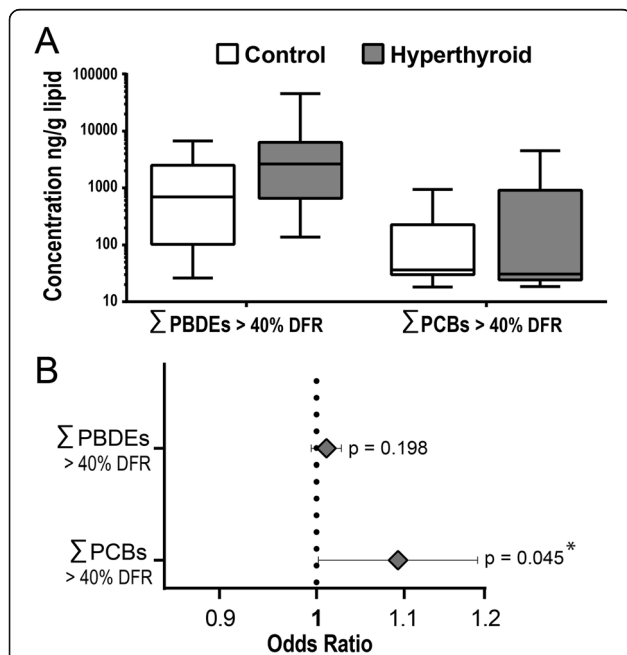 A
Control Hyperthyroid
Concentration ng/g lipid
100000
10000
1000
100
10
∑ PBDEs > 40% DFR ∑ PCBs > 40% DFR
B
∑ PBDEs
> 40% DFR
p = 0.198
∑ PCBs
> 40% DFR
p = 0.045*
0.9 1 1.1 1.2
Odds Ratio